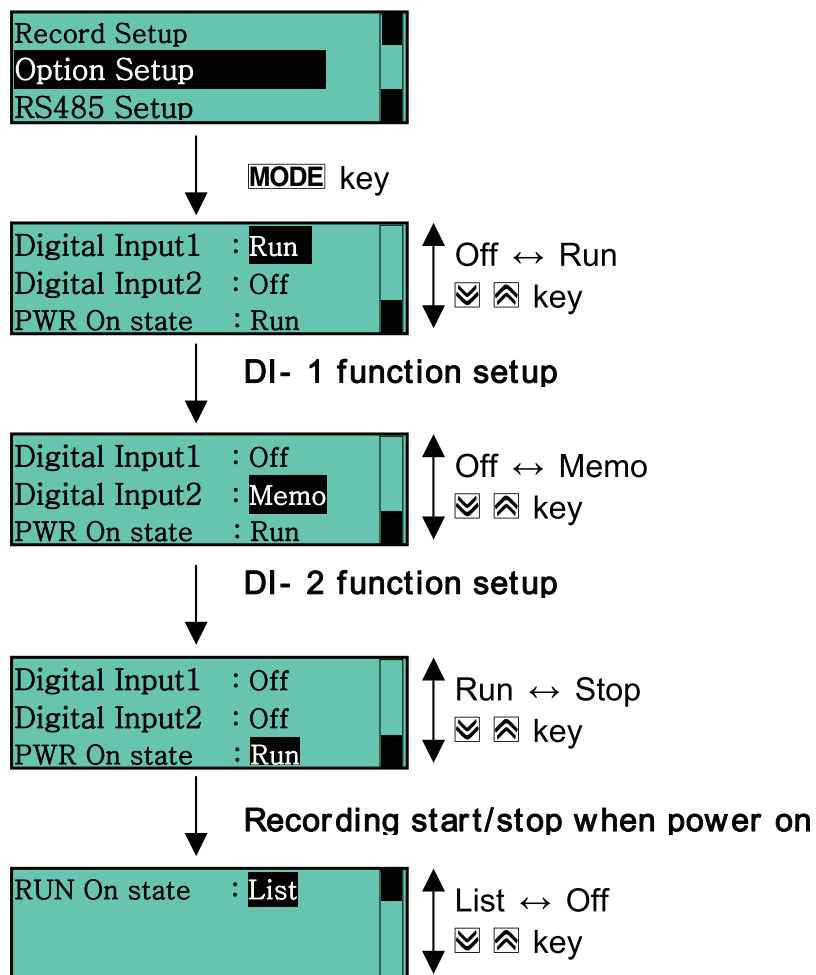 Record Setup
Option Setup
RS485 Setup
MODE key
Digital Input1 : Run
Digital Input2 : Off
PWR On state : Run
Off ↔ Run
key
DI- 1 function setup
Digital Input1 : Off
Digital Input2 : Memo
PWR On state : Run
Off ↔ Memo
key
DI- 2 function setup
Digital Input1 : Off
Digital Input2 : Off
PWR On state : Run
Run ↔ Stop
key
Recording start/stop when power on
RUN On state : List
List ↔ Off
key